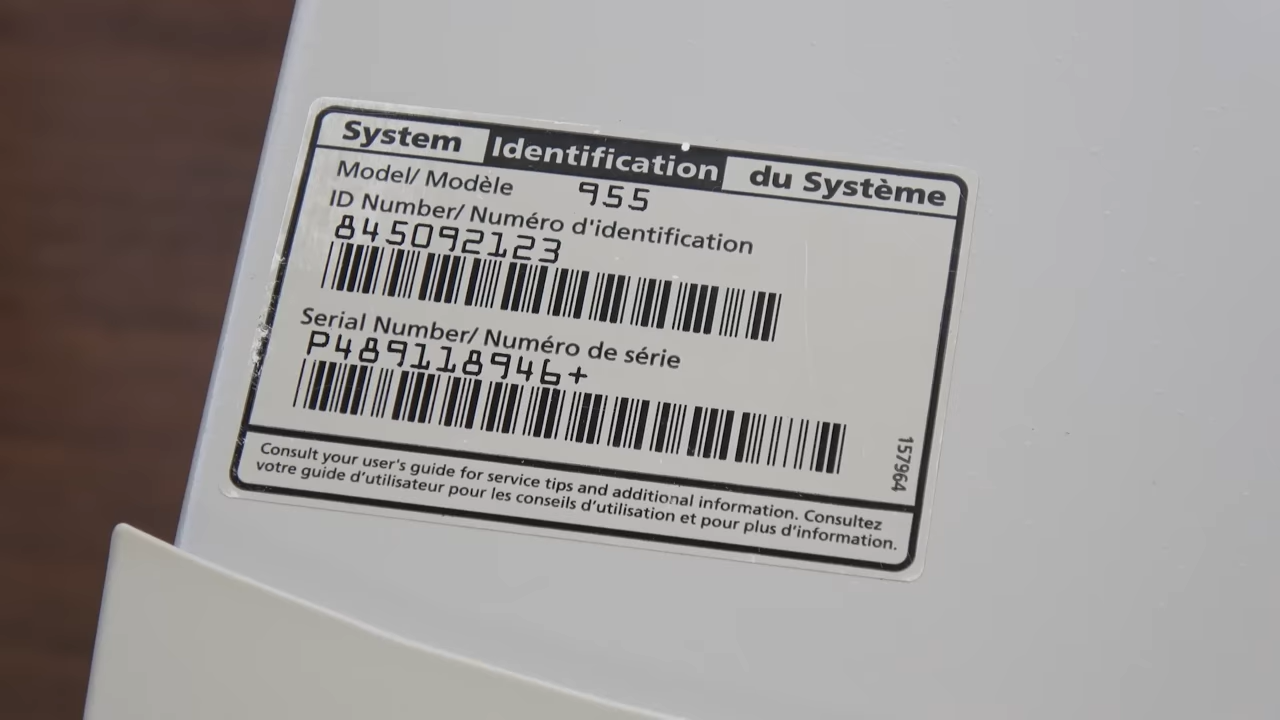 System Identification du Système
Model/ Modèle 955
ID Number/ Numéro d'identification
845092123
Serial Number/ Numéro de série
P489118946+
157964
Consult your user's guide for service tips and additional information. Consultez
votre guide d'utilisateur pour les conseils d'utilisation et pour plus d'information.